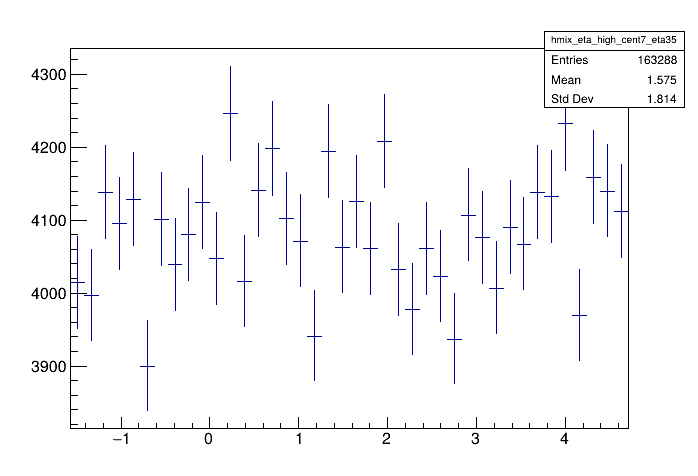 hmix_eta_high_cent7_eta35
Entries 163288
Mean 1.575
Std Dev 1.814
4300
4200
4100
4000
3900
−1 0 1 2 3 4